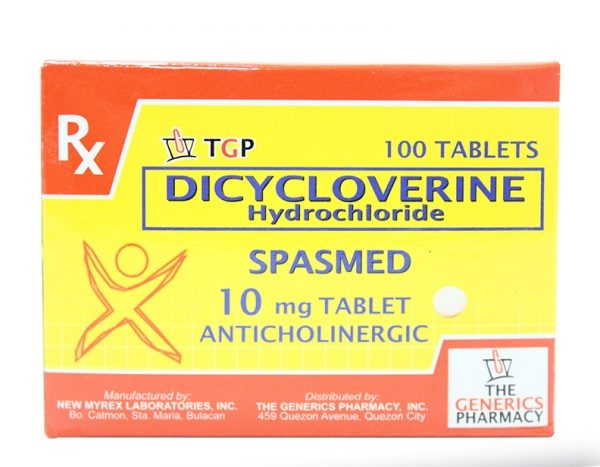 Rx
TGP
100 TABLETS
DICYCLOVERINE
Hydrochloride
SPASMED
10 mg TABLET
ANTICHOLINERGIC
Manufactured by:
NEW MYREX LABORATORIES, INC.
Bo. Catmon, Sta. Maria, Bulacan
Distributed by:
THE GENERICS PHARMACY, INC.
459 Quezon Avenue, Quezon City
THE
GENERICS
PHARMACY